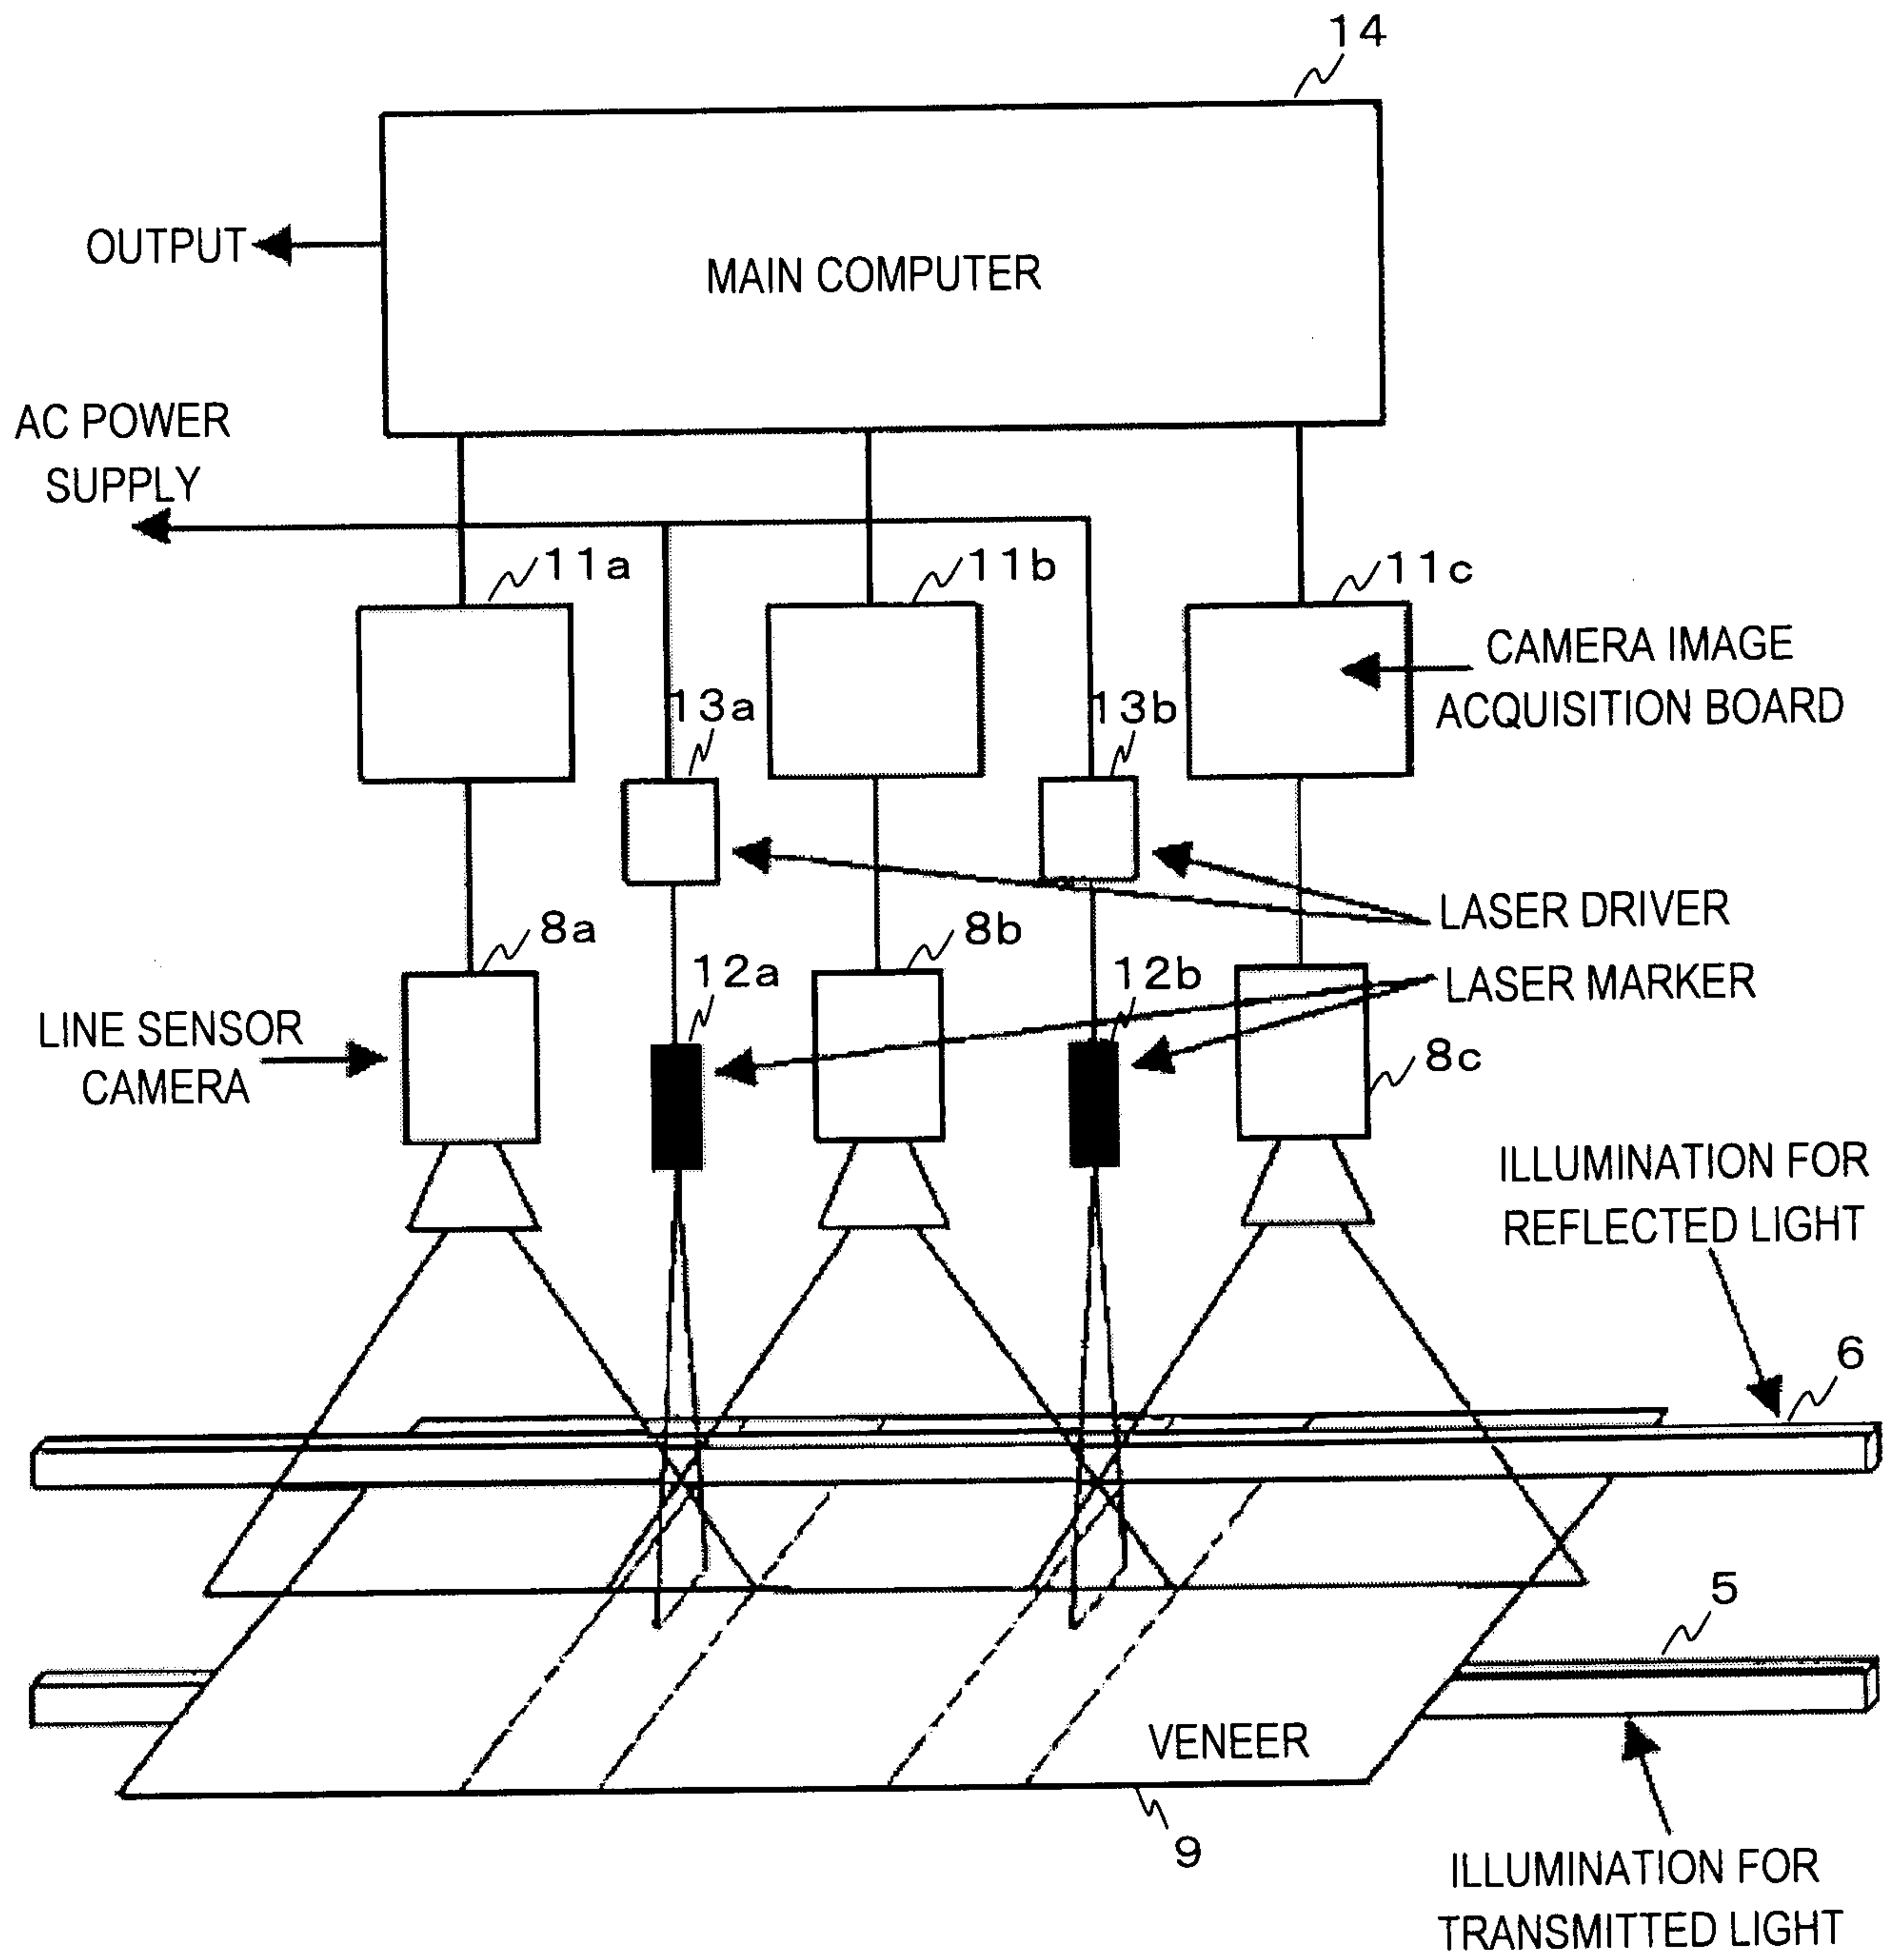 14
OUTPUT
MAIN COMPUTER
AC POWER
SUPPLY
11a
11b
11c
CAMERA IMAGE
ACQUISITION BOARD
13a
13b
LASER DRIVER
8a
8b
12a
12b
LASER MARKER
LINE SENSOR
CAMERA
8c
ILLUMINATION FOR
REFLECTED LIGHT
6
5
VENEER
9
ILLUMINATION FOR
TRANSMITTED LIGHT